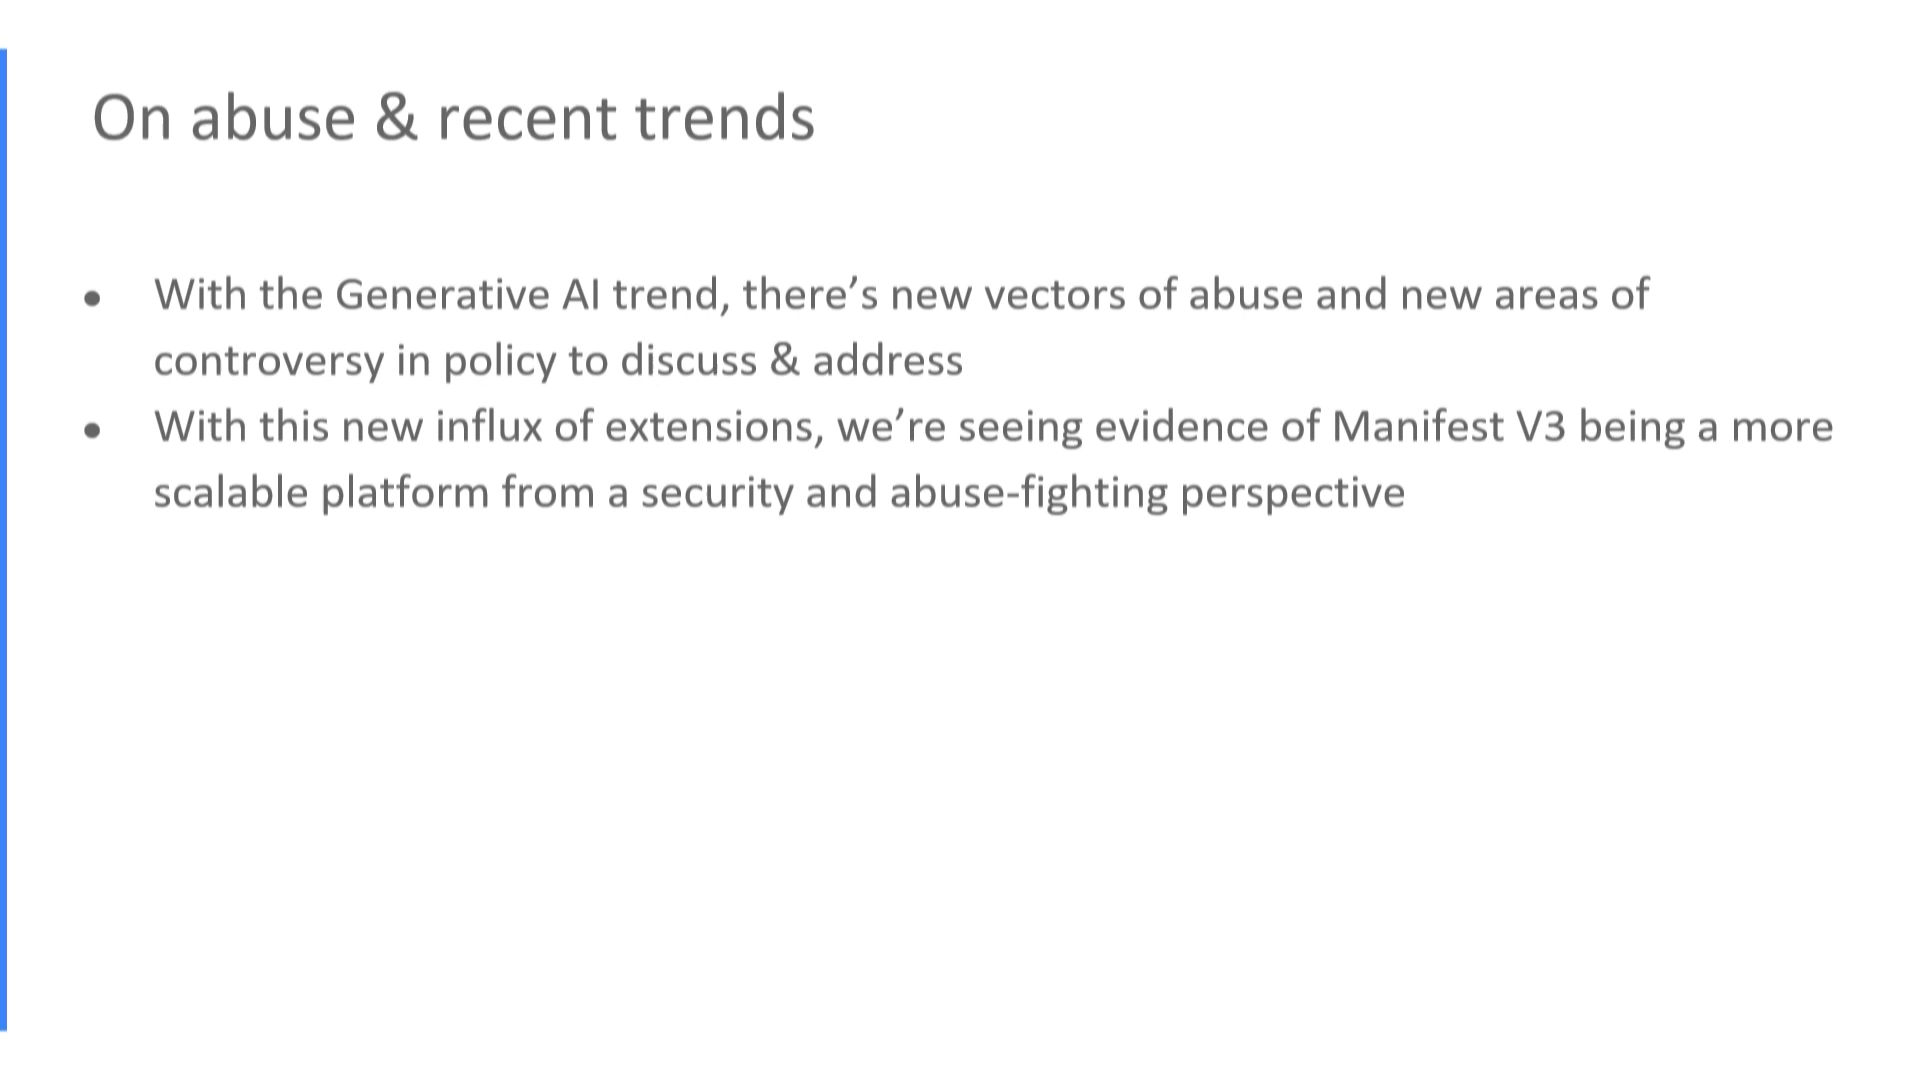 On abuse & recent trends
● With the Generative AI trend, there’s new vectors of abuse and new areas of
controversy in policy to discuss & address
● With this new influx of extensions, we’re seeing evidence of Manifest V3 being a more
scalable platform from a security and abuse-fighting perspective